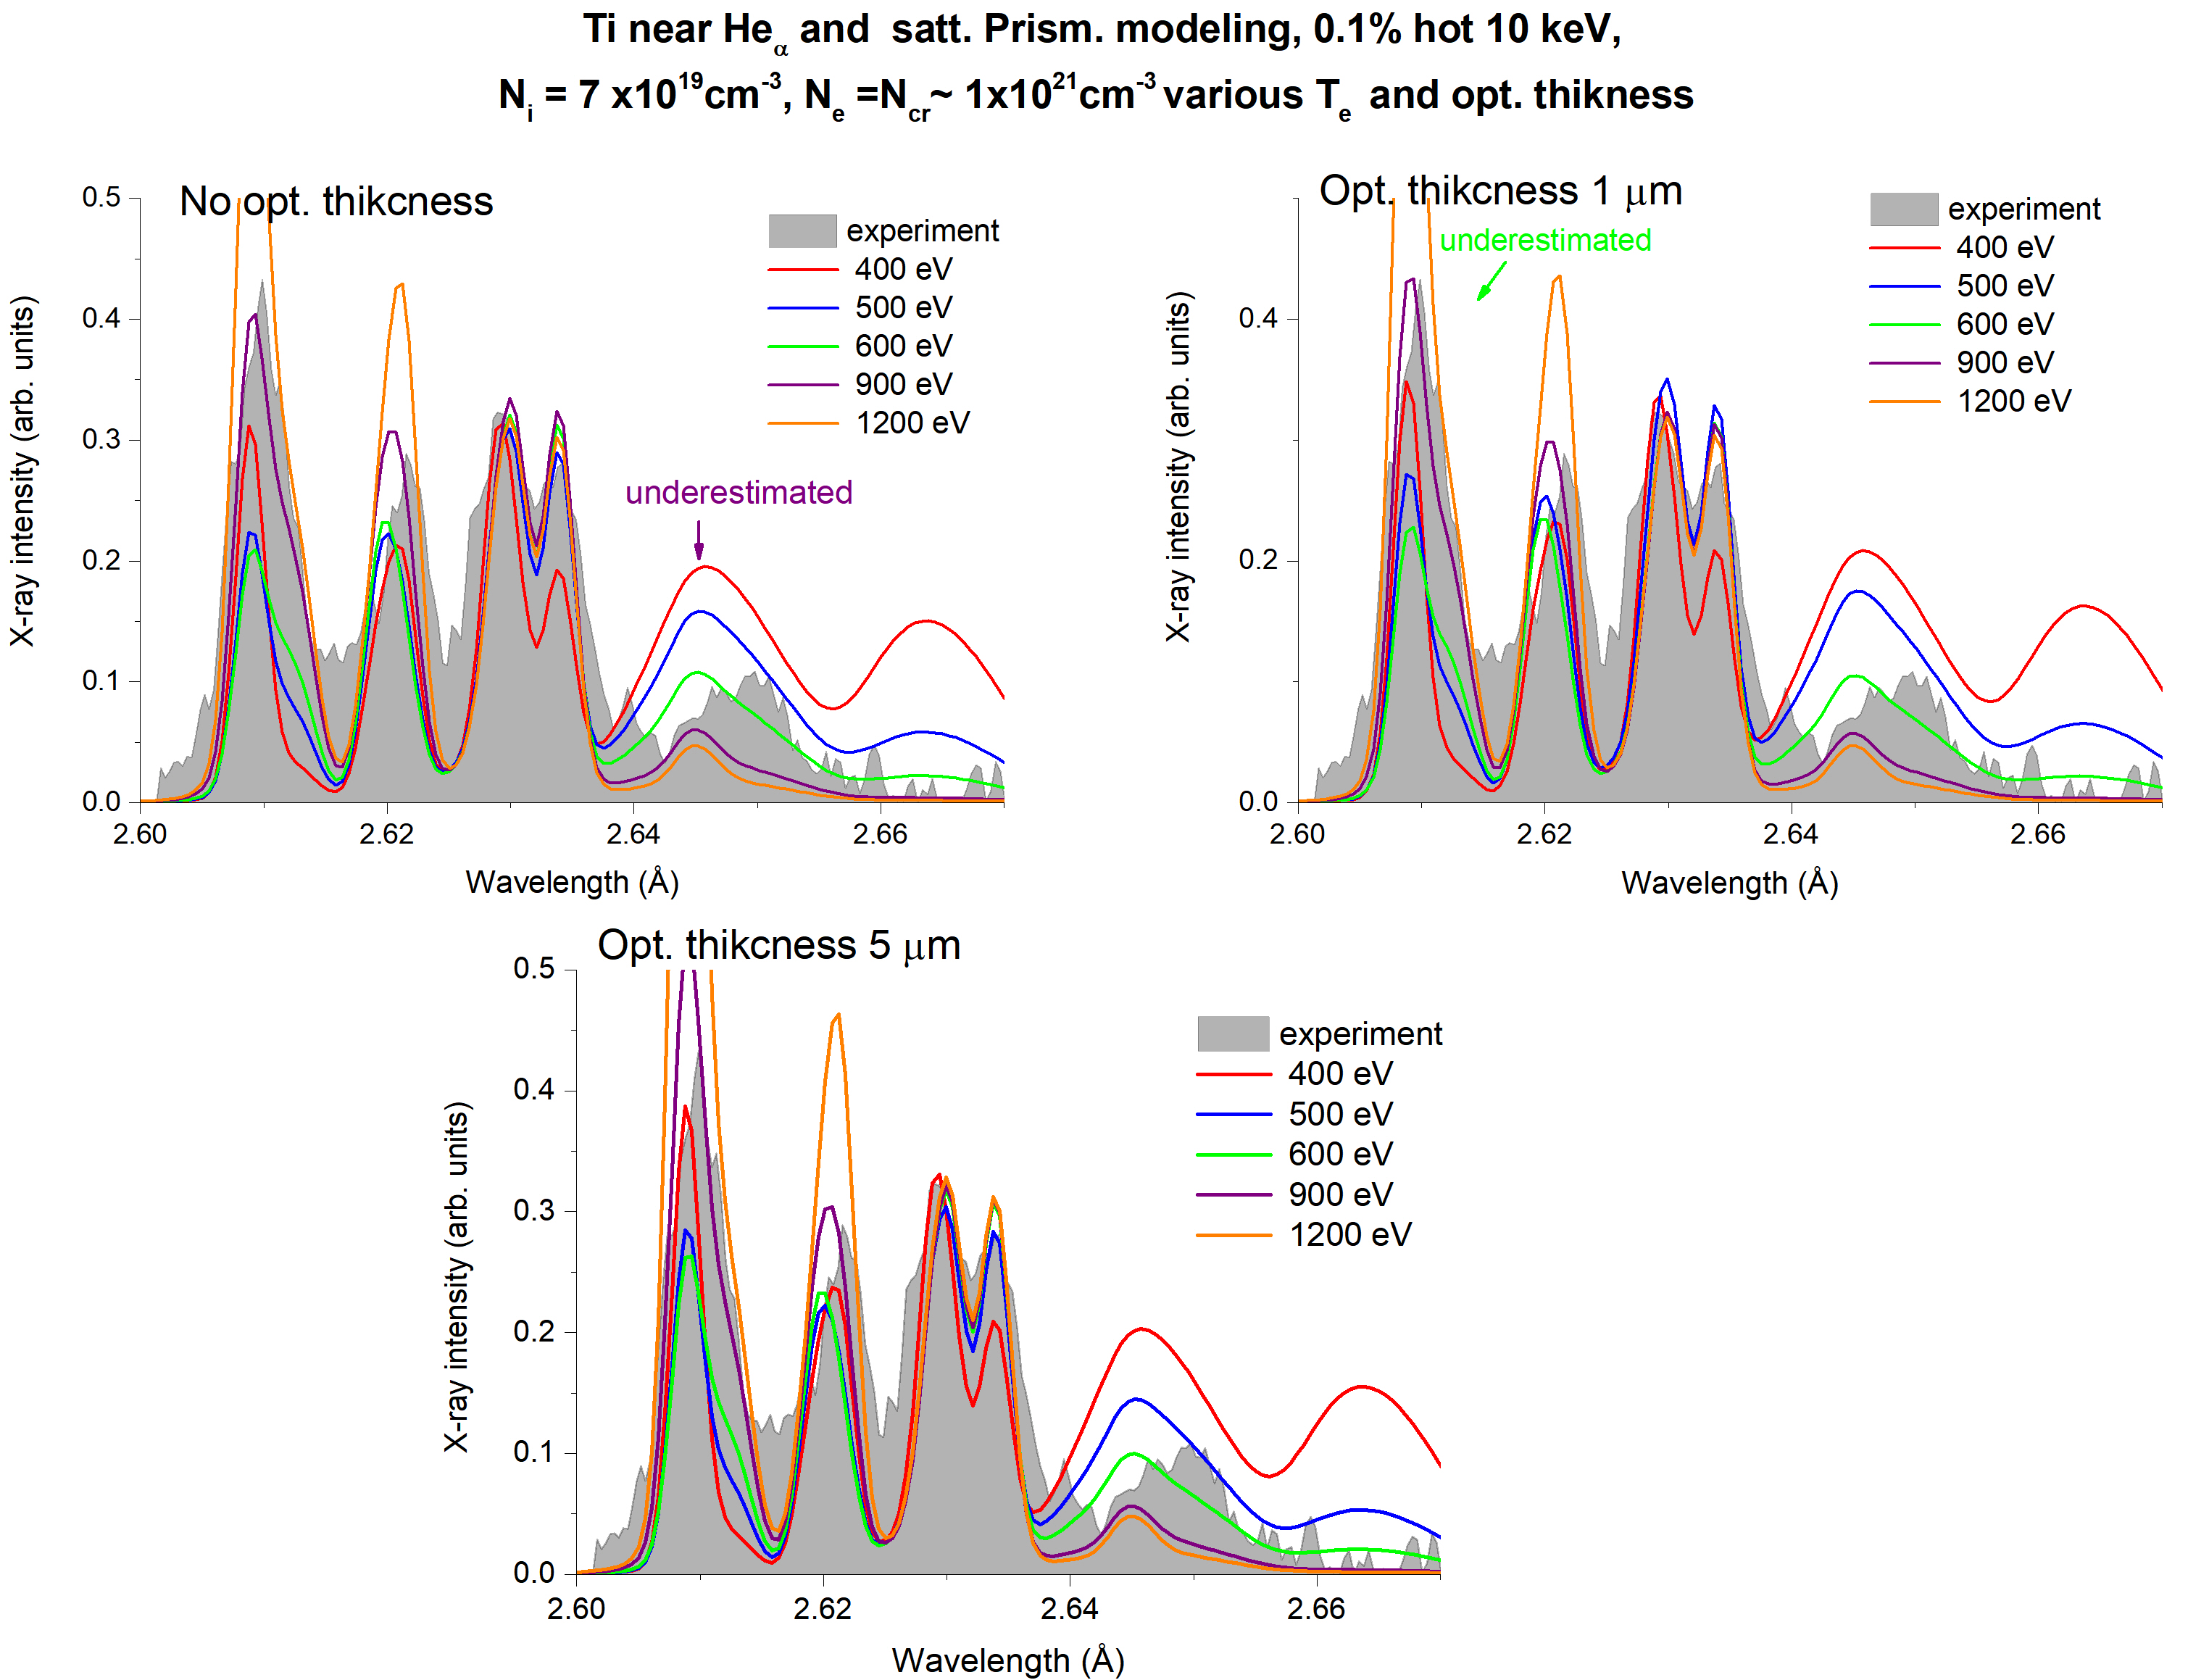 Ti near Heα and satt. Prism. modeling, 0.1% hot 10 keV,
Ni = 7 x10^19cm^-3, Ne =Ncr~ 1x10^21cm^-3 various Te and opt. thikness
No opt. thikcness
0.5
0.4
0.3
0.2
0.1
0.0
X-ray intensity (arb. units)
2.60
2.62
2.64
2.66
Wavelength (Å)
underestimated
experiment
400 eV
500 eV
600 eV
900 eV
1200 eV
Opt. thikcness 1 μm
underestimated
0.4
0.2
0.0
X-ray intensity (arb. units)
2.60
2.62
2.64
2.66
Wavelength (Å)
experiment
400 eV
500 eV
600 eV
900 eV
1200 eV
Opt. thikcness 5 μm
0.5
0.4
0.3
0.2
0.1
0.0
X-ray intensity (arb. units)
2.60
2.62
2.64
2.66
Wavelength (Å)
experiment
400 eV
500 eV
600 eV
900 eV
1200 eV